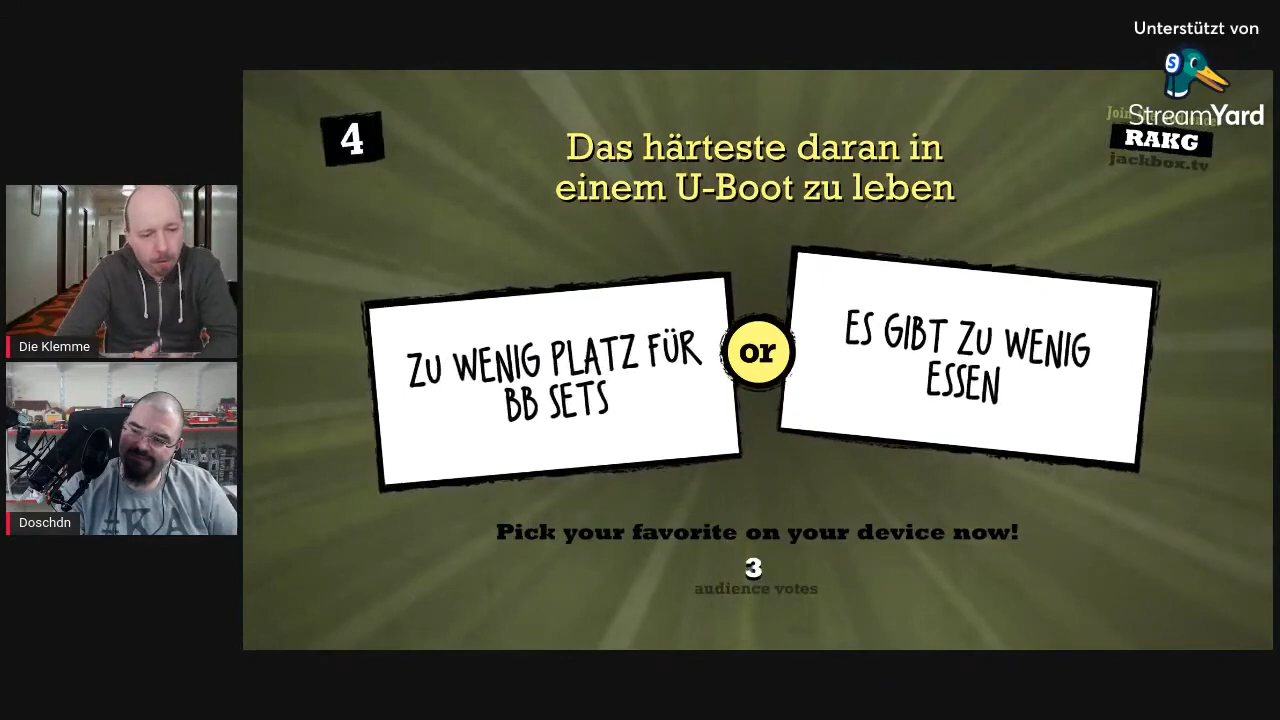 Unterstützt von
StreamYard
RAKG
jackbox.tv
4
Das härteste daran in
einem U-Boot zu leben
ZU WENIG PLATZ FÜR
BB SETS
or
ES GIBT ZU WENIG
ESSEN
Die Klemme
Doschdn
#KA
Pick your favorite on your device now!
3
audience votes